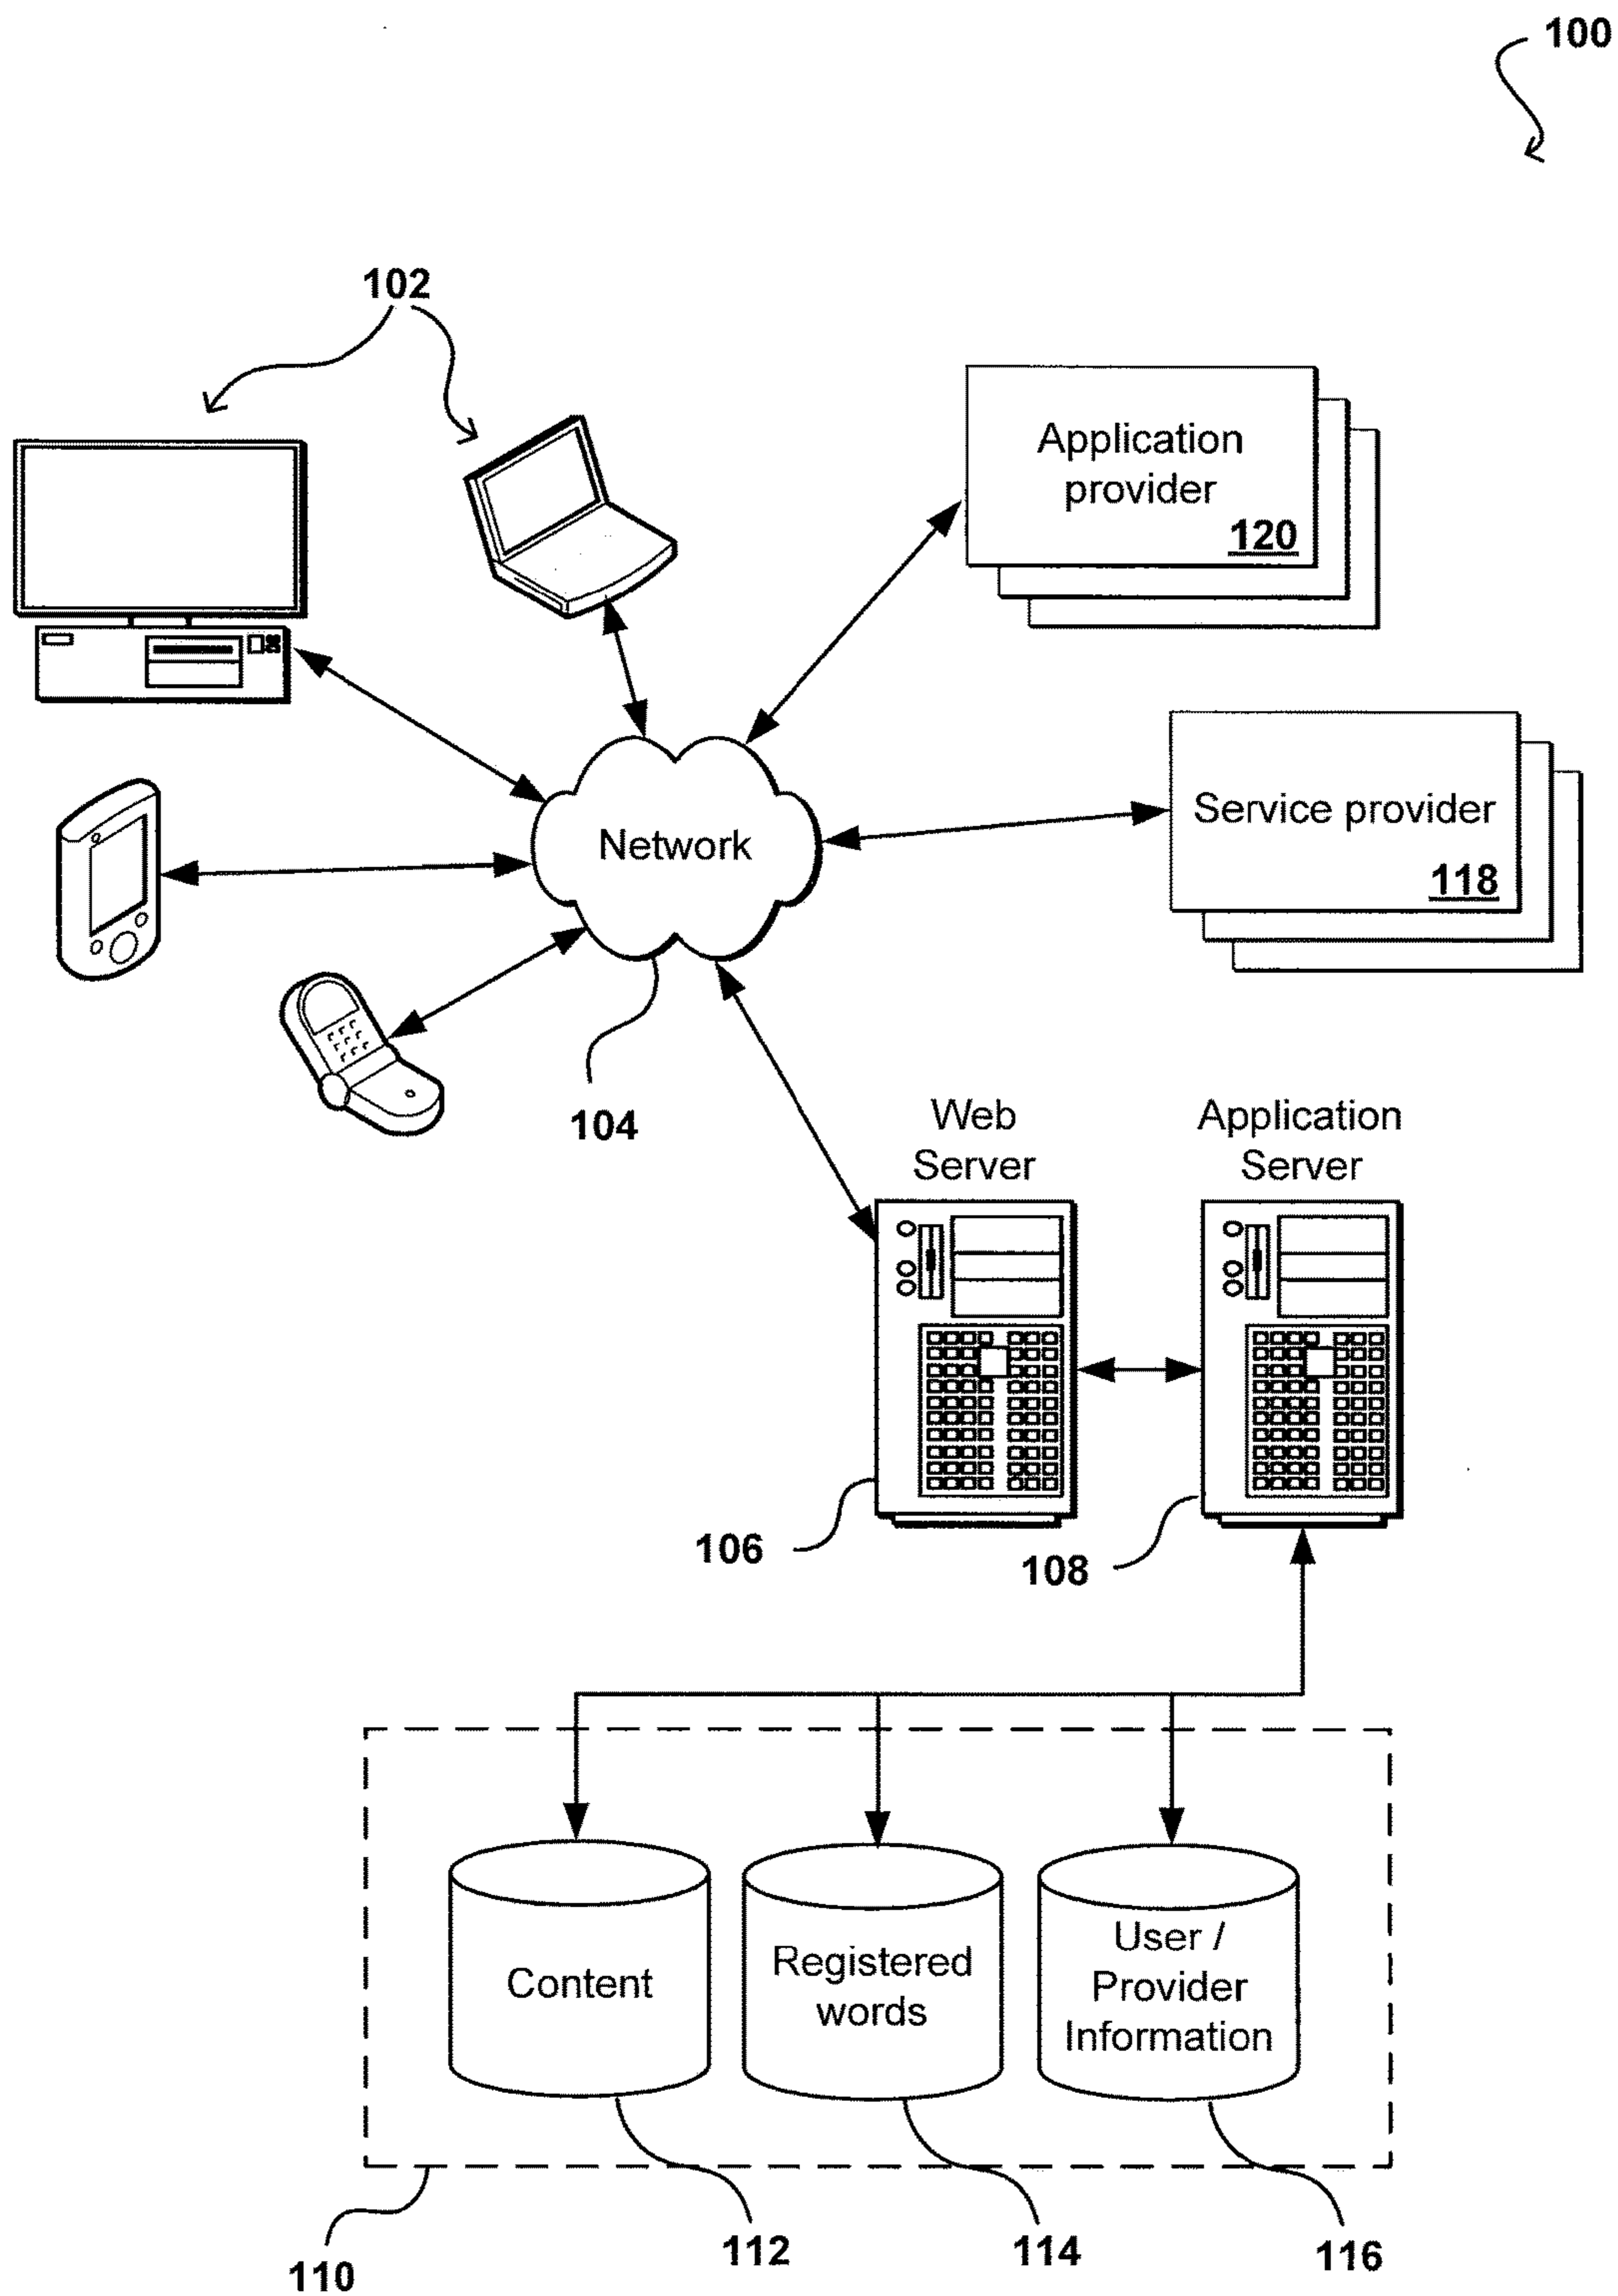 100
102
Application
provider
120
Service provider
118
Network
104
Web
Server
Application
Server
106
108
Content
Registered
words
User /
Provider
Information
112
114
116
110